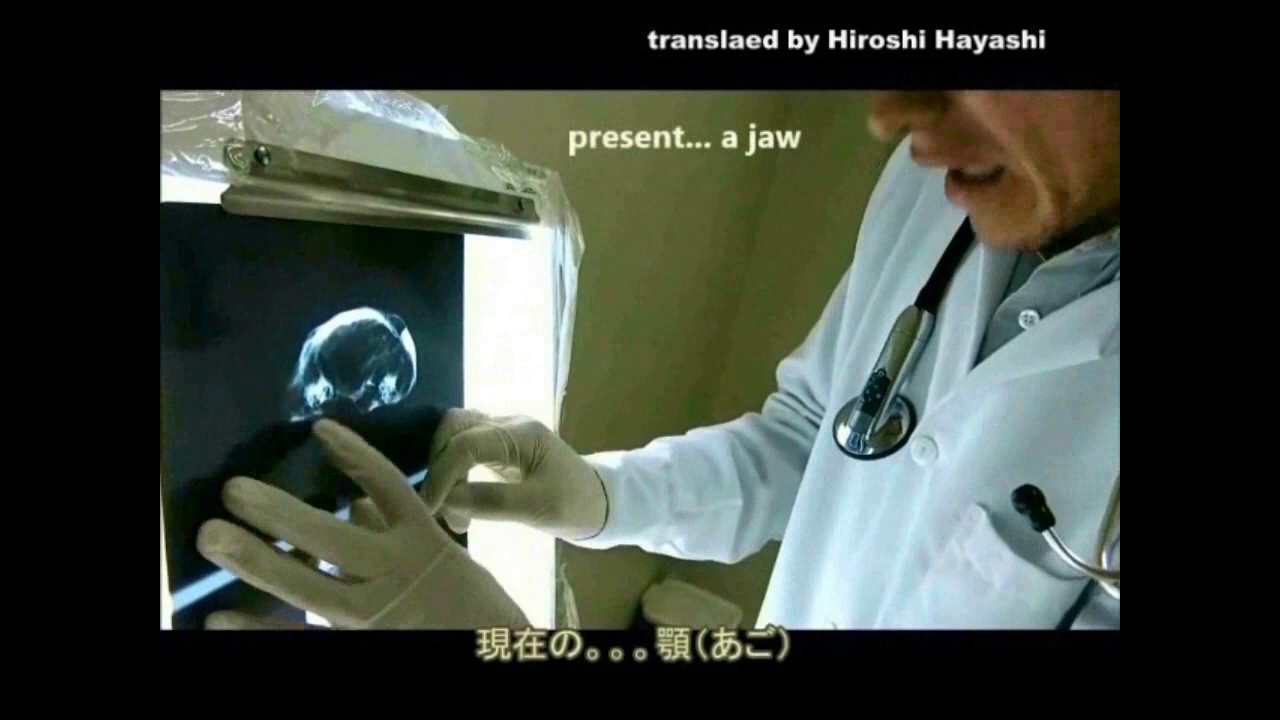 translaed by Hiroshi Hayashi
present... a jaw
現在の。。。顎(あご)